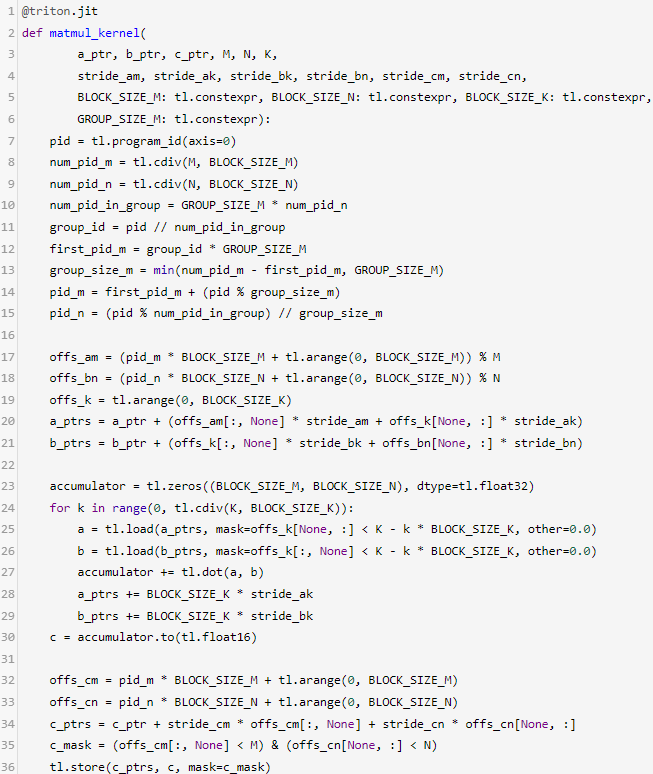 1 @triton.jit
2 def matmul_kernel(
3         a_ptr, b_ptr, c_ptr, M, N, K,
4         stride_am, stride_ak, stride_bk, stride_bn, stride_cm, stride_cn,
5         BLOCK_SIZE_M: tl.constexpr, BLOCK_SIZE_N: tl.constexpr, BLOCK_SIZE_K: tl.constexpr,
6         GROUP_SIZE_M: tl.constexpr):
7     pid = tl.program_id(axis=0)
8     num_pid_m = tl.cdiv(M, BLOCK_SIZE_M)
9     num_pid_n = tl.cdiv(N, BLOCK_SIZE_N)
10     num_pid_in_group = GROUP_SIZE_M * num_pid_n
11     group_id = pid // num_pid_in_group
12     first_pid_m = group_id * GROUP_SIZE_M
13     group_size_m = min(num_pid_m - first_pid_m, GROUP_SIZE_M)
14     pid_m = first_pid_m + (pid % group_size_m)
15     pid_n = (pid % num_pid_in_group) // group_size_m
16
17     offs_am = (pid_m * BLOCK_SIZE_M + tl.arange(0, BLOCK_SIZE_M)) % M
18     offs_bn = (pid_n * BLOCK_SIZE_N + tl.arange(0, BLOCK_SIZE_N)) % N
19     offs_k = tl.arange(0, BLOCK_SIZE_K)
20     a_ptrs = a_ptr + (offs_am[:, None] * stride_am + offs_k[None, :] * stride_ak)
21     b_ptrs = b_ptr + (offs_k[:, None] * stride_bk + offs_bn[None, :] * stride_bn)
22
23     accumulator = tl.zeros((BLOCK_SIZE_M, BLOCK_SIZE_N), dtype=tl.float32)
24     for k in range(0, tl.cdiv(K, BLOCK_SIZE_K)):
25         a = tl.load(a_ptrs, mask=offs_k[None, :] < K - k * BLOCK_SIZE_K, other=0.0)
26         b = tl.load(b_ptrs, mask=offs_k[:, None] < K - k * BLOCK_SIZE_K, other=0.0)
27         accumulator += tl.dot(a, b)
28         a_ptrs += BLOCK_SIZE_K * stride_ak
29         b_ptrs += BLOCK_SIZE_K * stride_bk
30     c = accumulator.to(tl.float16)
31
32     offs_cm = pid_m * BLOCK_SIZE_M + tl.arange(0, BLOCK_SIZE_M)
33     offs_cn = pid_n * BLOCK_SIZE_N + tl.arange(0, BLOCK_SIZE_N)
34     c_ptrs = c_ptr + stride_cm * offs_cm[:, None] + stride_cn * offs_cn[None, :]
35     c_mask = (offs_cm[:, None] < M) & (offs_cn[None, :] < N)
36     tl.store(c_ptrs, c, mask=c_mask)